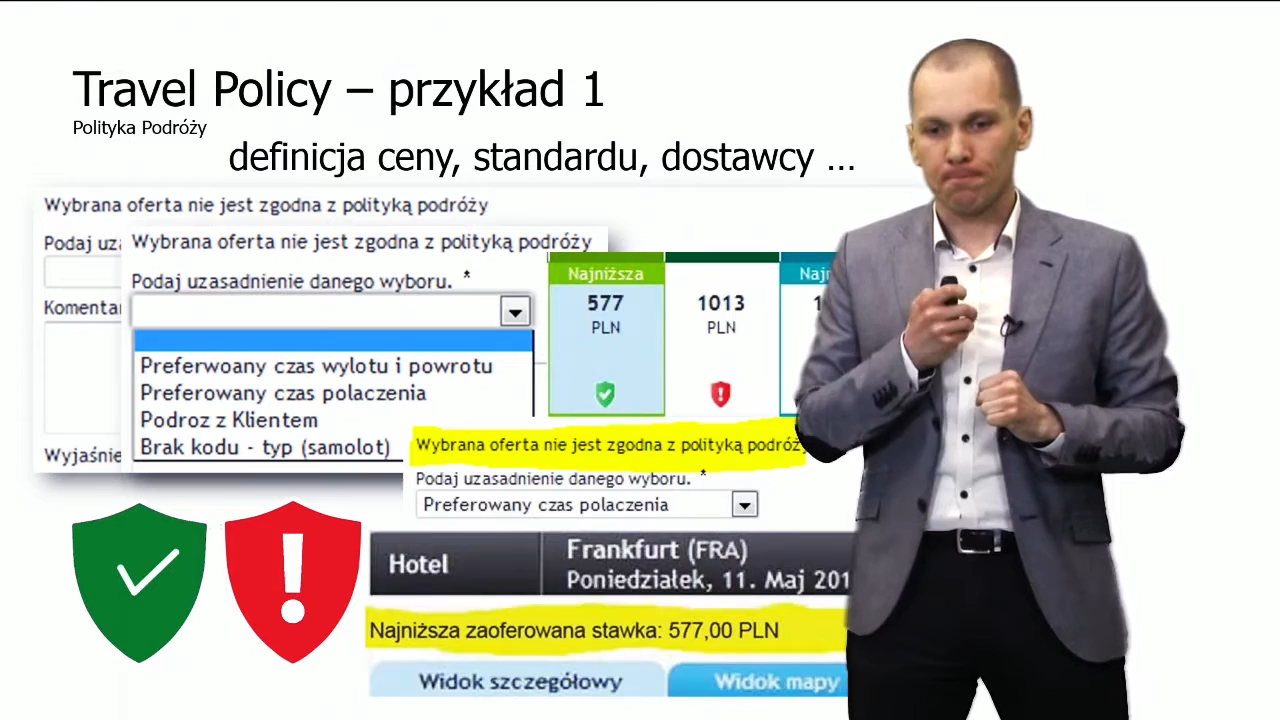 Travel Policy – przykład 1
Polityka Podróży
definicja ceny, standardu, dostawcy ...
Wybrana oferta nie jest zgodna z polityką podróży
Podaj
Wybrana oferta nie jest zgodna z polityką podróży
Podaj uzasadnienie danego wyboru. *
Preferwoany czas wylotu i powrotu
Preferowany czas polaczenia
Podroz z Klientem
Brak kodu - typ (samolot)
Najniższa
577
PLN
1013
PLN
Wybrana oferta nie jest zgodna z polityką podróży
Podaj uzasadnienie danego wyboru. *
Preferowany czas polaczenia
Hotel
Frankfurt (FRA)
Poniedziałek, 11. Maj 201
Najniższa zaoferowana stawka: 577,00 PLN
Widok szczegółowy
Widok mapy